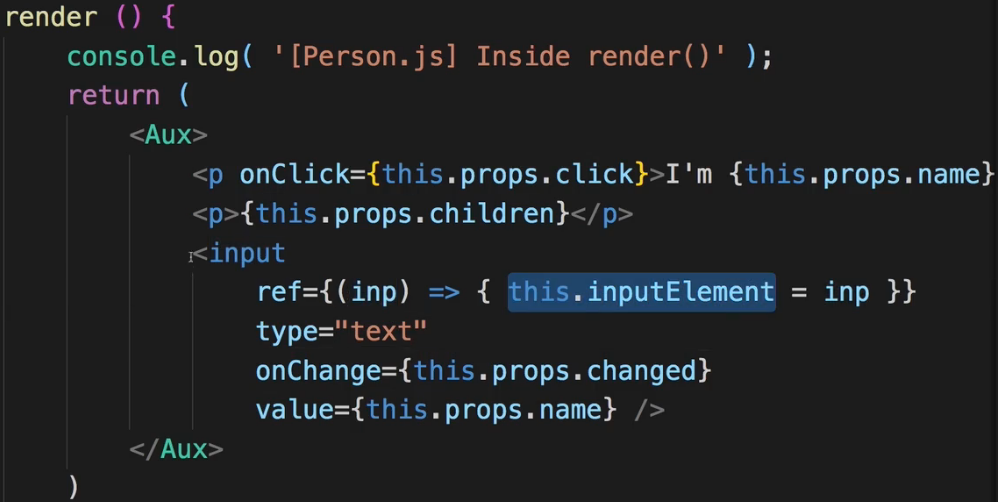 render () {
console.log( '[Person.js] Inside render()' );
return (
<Aux>
<p onClick={this.props.click}>I'm {this.props.name}
<p>{this.props.children}</p>
<input
ref={(inp) => { this.inputElement = inp }}
type="text"
onChange={this.props.changed}
value={this.props.name} />
</Aux>
)